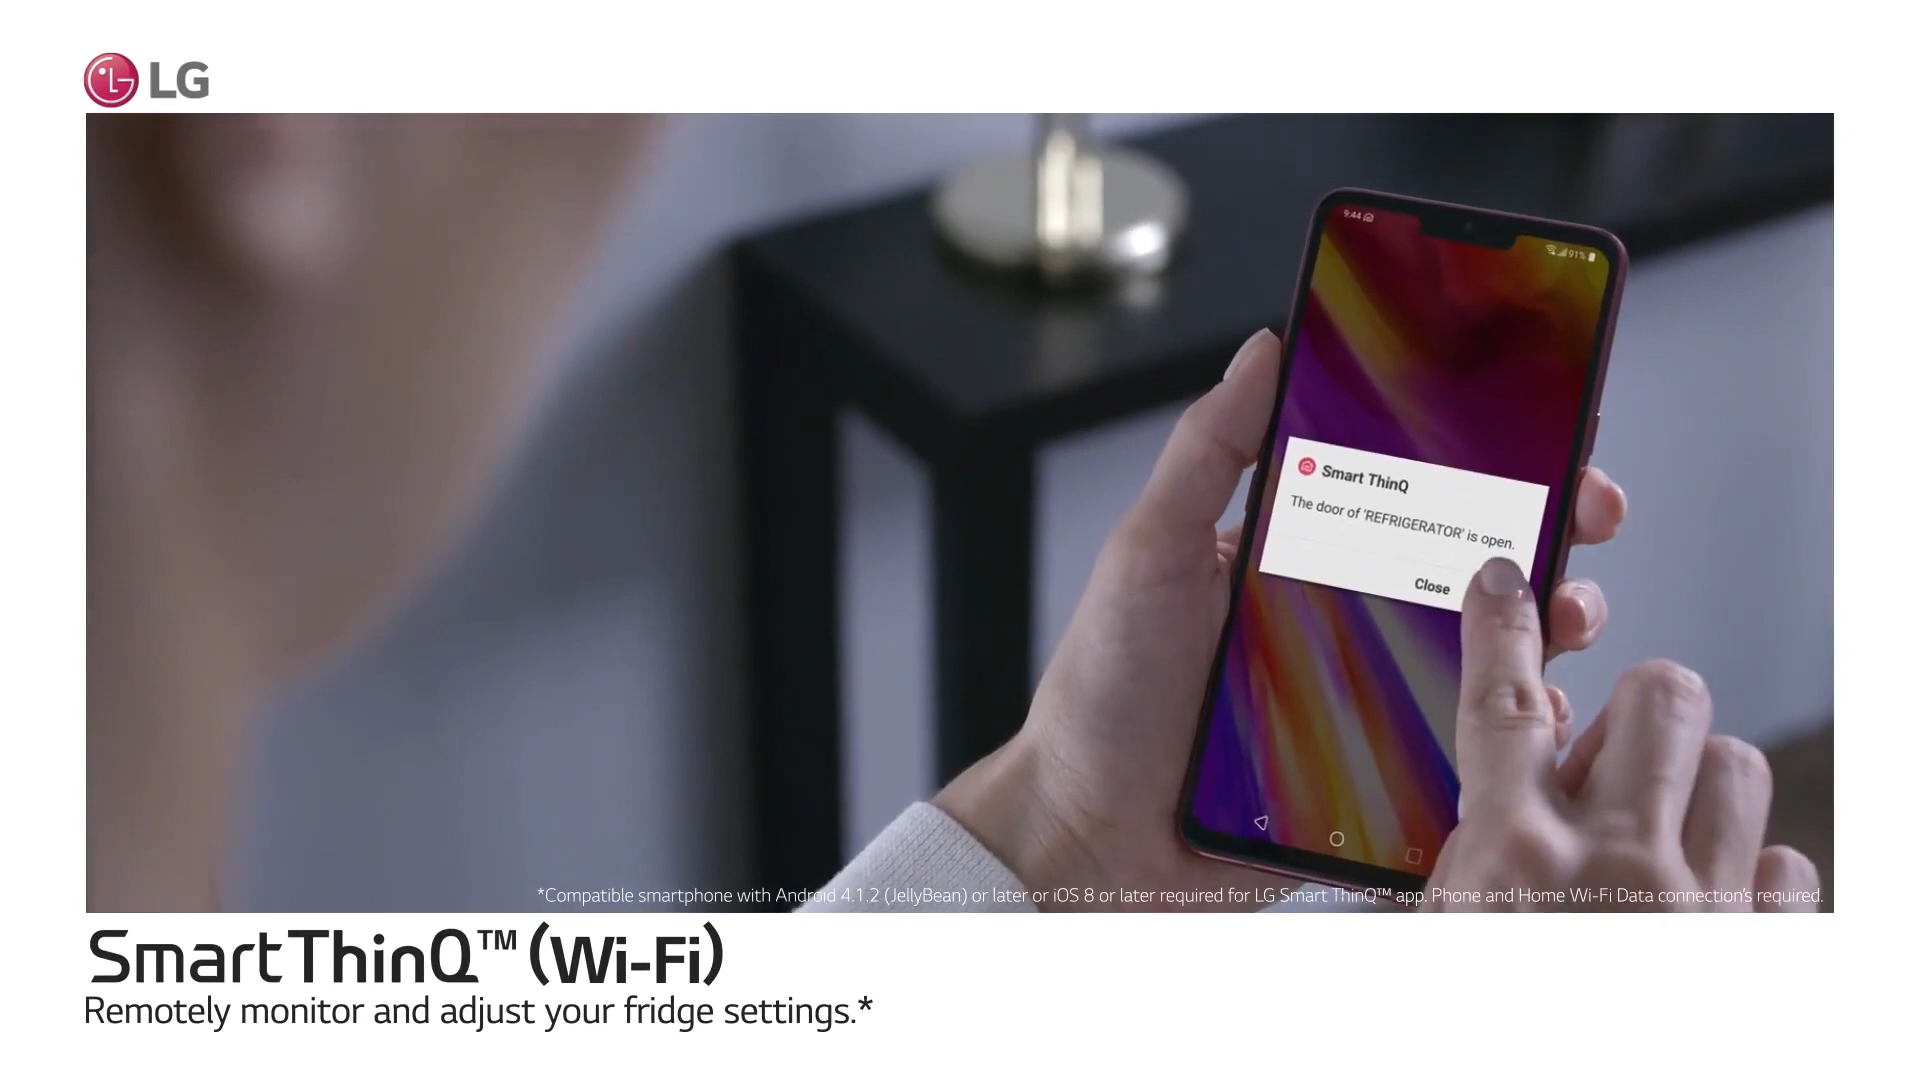 LG
9:44
91%
Smart ThinQ
The door of 'REFRIGERATOR' is open.
Close
*Compatible smartphone with Android 4.1.2 (JellyBean) or later or iOS 8 or later required for LG Smart ThinQ™ app. Phone and Home Wi-Fi Data connection's required.
SmartThinQ™ (Wi-Fi)
Remotely monitor and adjust your fridge settings.*